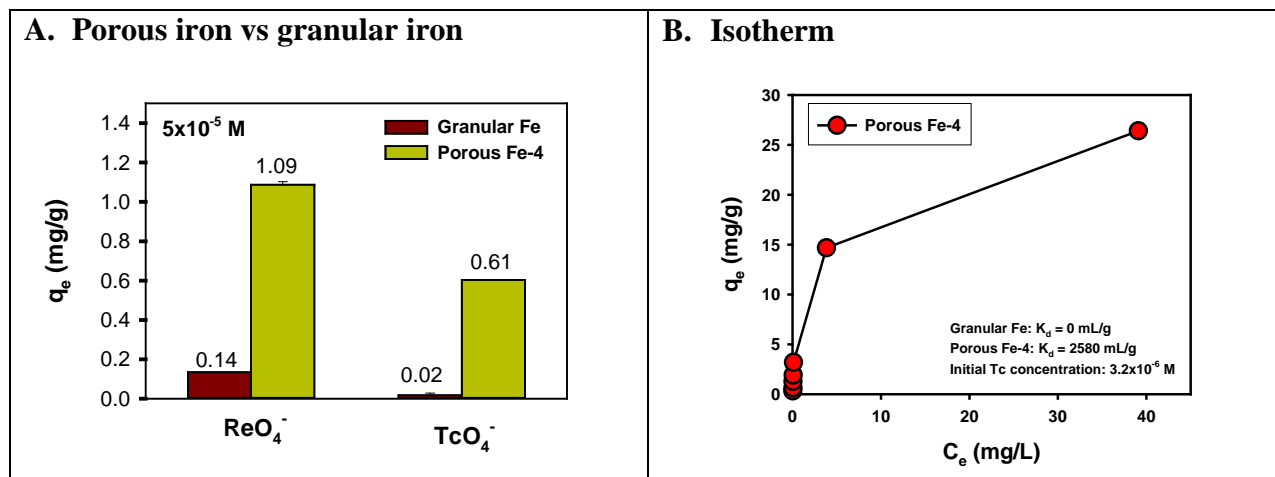 A. Porous iron vs granular iron
5x10⁻⁵ M
Granular Fe
Porous Fe-4
1.4
1.2
1.0
0.8
0.6
0.4
0.2
0.0
qₑ (mg/g)
0.14
1.09
0.02
0.61
ReO₄⁻
TcO₄⁻
B. Isotherm
Porous Fe-4
30
25
20
15
10
5
0
qₑ (mg/g)
Granular Fe: K_d = 0 mL/g
Porous Fe-4: K_d = 2580 mL/g
Initial Tc concentration: 3.2x10⁻⁶ M
0
10
20
30
40
Cₑ (mg/L)